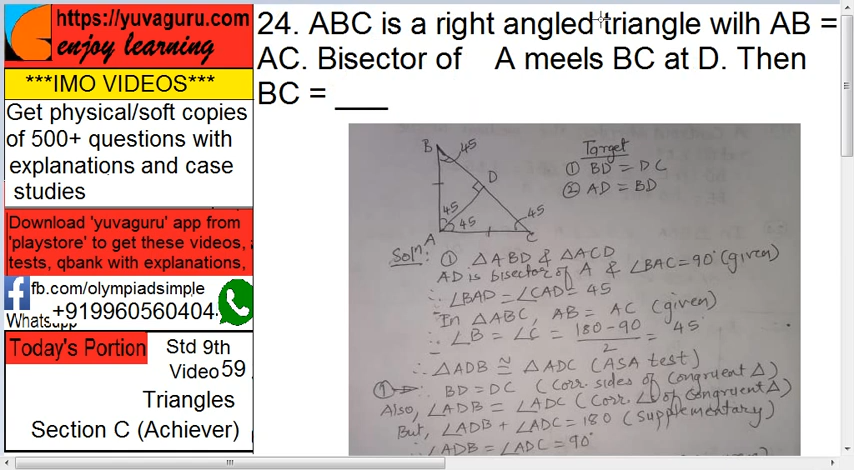 https://yuvaguru.com
enjoy learning
***IMO VIDEOS***
Get physical/soft copies
of 500+ questions with
explanations and case
studies
Download 'yuvaguru' app from
'playstore' to get these videos,
tests, qbank with explanations,
fb.com/olympiadsimple
+919960560404
Whatsapp
Today's Portion
Std 9th
Video 59
Triangles
Section C (Achiever)
24. ABC is a right angled triangle wilh AB =
AC. Bisector of A meels BC at D. Then
BC = ___
B 45
D
45
45
45
A
C
Target
① BD = DC
② AD = BD
Soln: ① △ABD & △ACD
AD is bisector of A & ∠BAC = 90° (given)
∴ ∠BAD = ∠CAD = 45
In △ABC, AB = AC (given)
∴ ∠B = ∠C = 180-90/2 = 45°
∴ △ADB ≅ △ADC (ASA test)
① BD = DC (Corr. sides of Congruent △)
Also, ∠ADB = ∠ADC (Corr. ∠ of Congruent △)
But, ∠ADB + ∠ADC = 180 (Supplementary)
∴ ∠ADB = ∠ADC = 90°